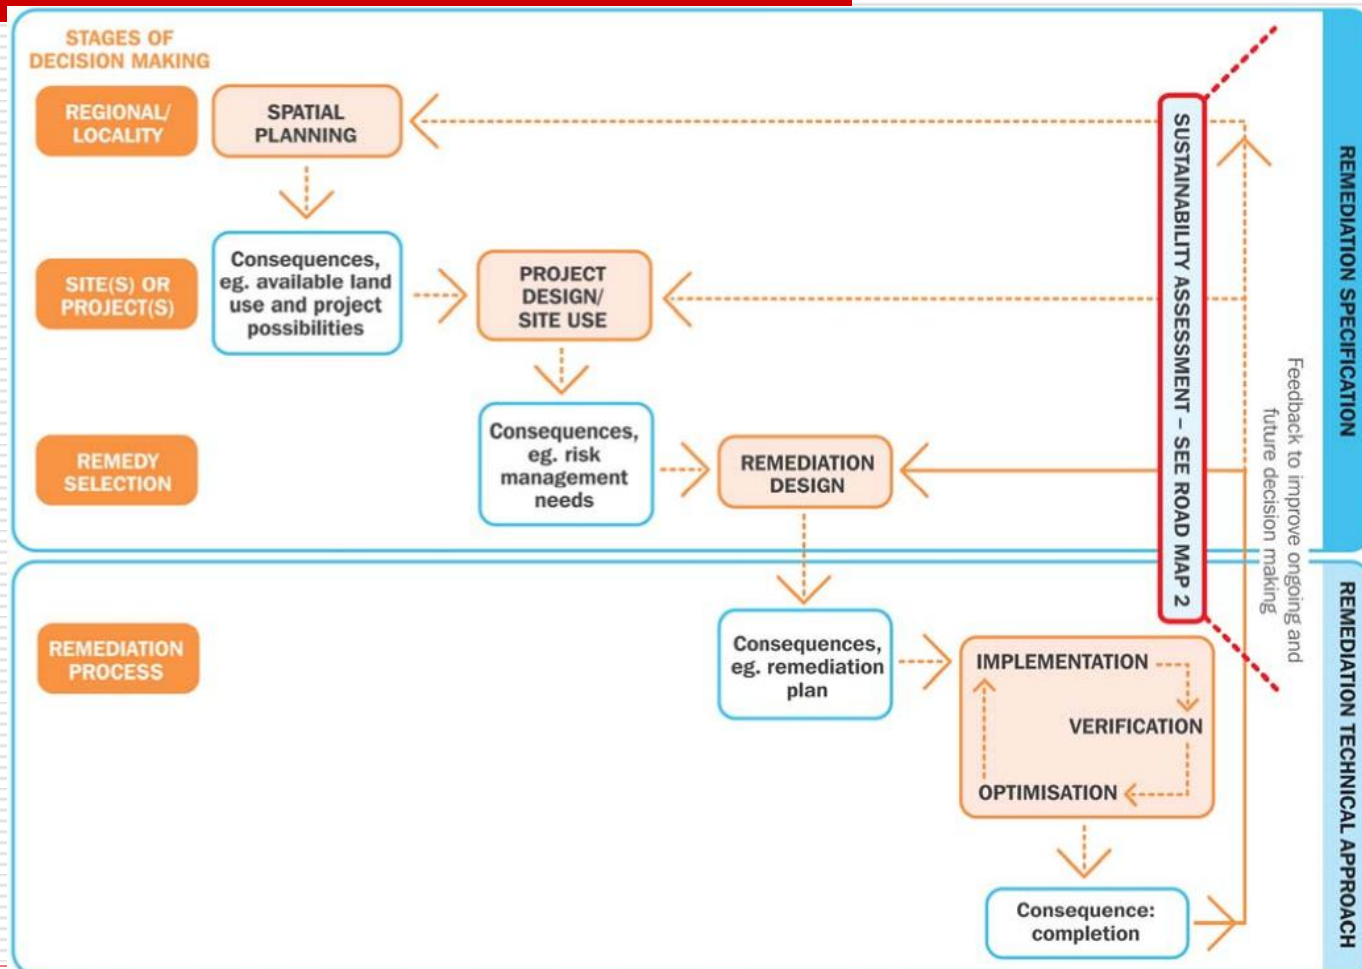 STAGES OF
DECISION MAKING
REGIONAL/
LOCALITY
SPATIAL
PLANNING
SITE(S) OR
PROJECT(S)
Consequences,
eg. available land
use and project
possibilities
PROJECT
DESIGN/
SITE USE
REMEDY
SELECTION
Consequences,
eg. risk
management
needs
REMEDIATION
DESIGN
SUSTAINABILITY ASSESSMENT – SEE ROAD MAP 2
Feedback to improve ongoing and
future decision making
REMEDIATION SPECIFICATION
REMEDIATION
PROCESS
Consequences,
eg. remediation
plan
IMPLEMENTATION
VERIFICATION
OPTIMISATION
Consequence:
completion
REMEDIATION TECHNICAL APPROACH